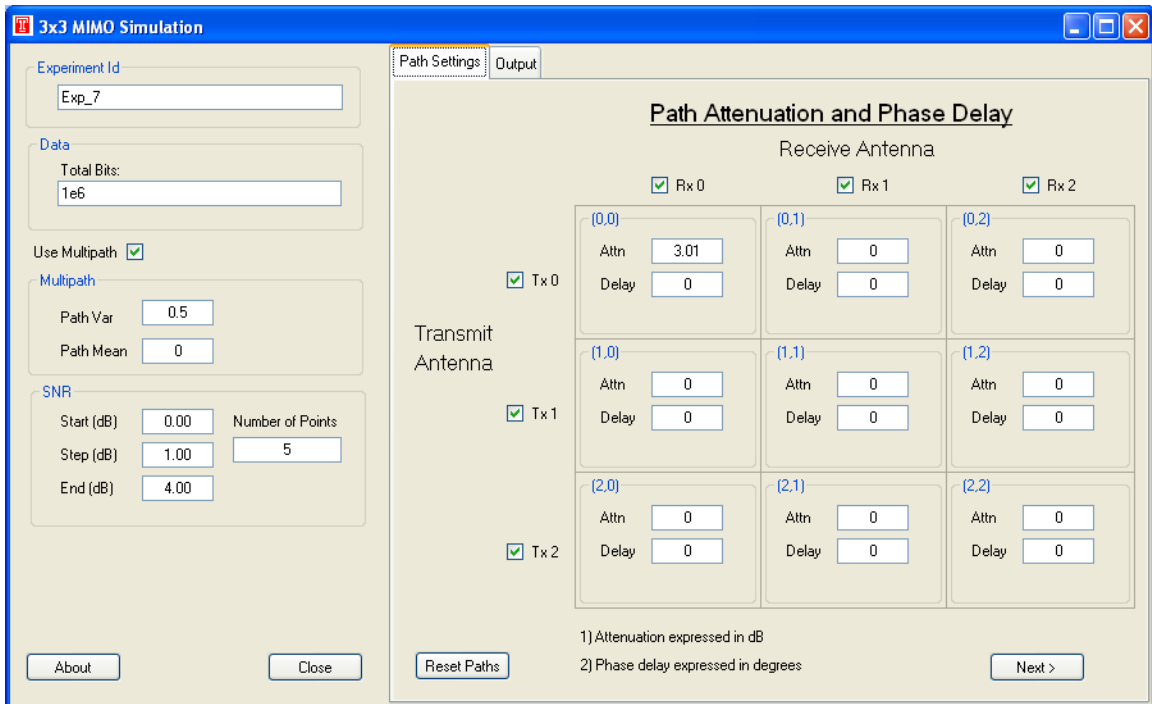 3x3 MIMO Simulation
Experiment Id
Exp_7
Data
Total Bits:
1e6
Use Multipath
Multipath
Path Var 0.5
Path Mean 0
SNR
Start (dB) 0.00 Number of Points
Step (dB) 1.00 5
End (dB) 4.00
About Close
Path Settings Output
Path Attenuation and Phase Delay
Receive Antenna
Rx 0 Rx 1 Rx 2
Transmit
Antenna
Tx 0
(0,0) (0,1) (0,2)
Attn 3.01 Attn 0 Attn 0
Delay 0 Delay 0 Delay 0
Tx 1
(1,0) (1,1) (1,2)
Attn 0 Attn 0 Attn 0
Delay 0 Delay 0 Delay 0
Tx 2
(2,0) (2,1) (2,2)
Attn 0 Attn 0 Attn 0
Delay 0 Delay 0 Delay 0
1) Attenuation expressed in dB
Reset Paths 2) Phase delay expressed in degrees Next >